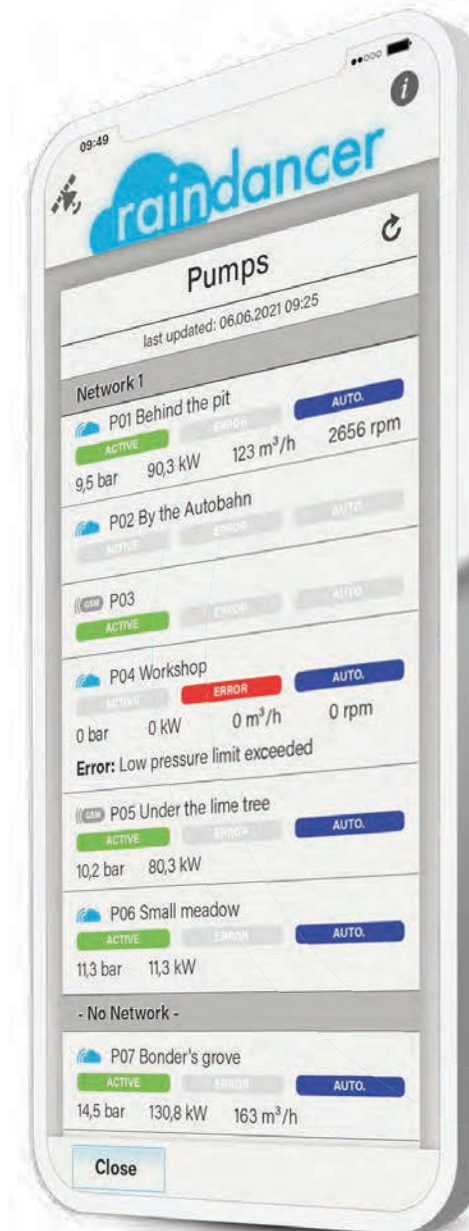 09:49
i
raindancer
Pumps
last updated: 06.06.2021 09:25
Network 1
P01 Behind the pit
ACTIVE ERROR AUTO.
9,5 bar 90,3 kW 123 m³/h 2656 rpm
P02 By the Autobahn
ACTIVE ERROR AUTO.
GSM P03
ACTIVE ERROR AUTO.
P04 Workshop
ACTIVE ERROR AUTO.
0 bar 0 kW 0 m³/h 0 rpm
Error: Low pressure limit exceeded
GSM P05 Under the lime tree
ACTIVE ERROR AUTO.
10,2 bar 80,3 kW
P06 Small meadow
ACTIVE ERROR AUTO.
11,3 bar 11,3 kW
- No Network -
P07 Bonder's grove
ACTIVE ERROR AUTO.
14,5 bar 130,8 kW 163 m³/h
Close